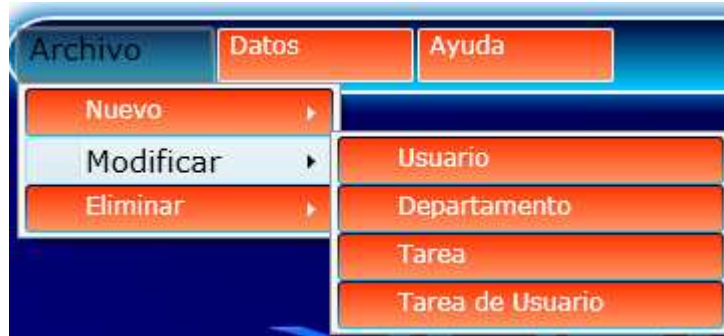 Archivo Datos Ayuda
Nuevo
Modificar
Usuario
Eliminar
Departamento
Tarea
Tarea de Usuario